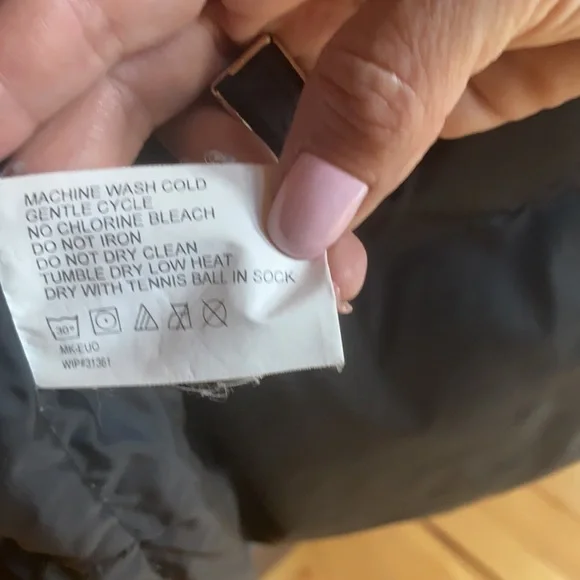 MACHINE WASH COLD
GENTLE CYCLE
NO CHLORINE BLEACH
DO NOT IRON
DO NOT DRY CLEAN
TUMBLE DRY LOW HEAT
DRY WITH TENNIS BALL IN SOCK
30°
MK-EUO
WIP#31361